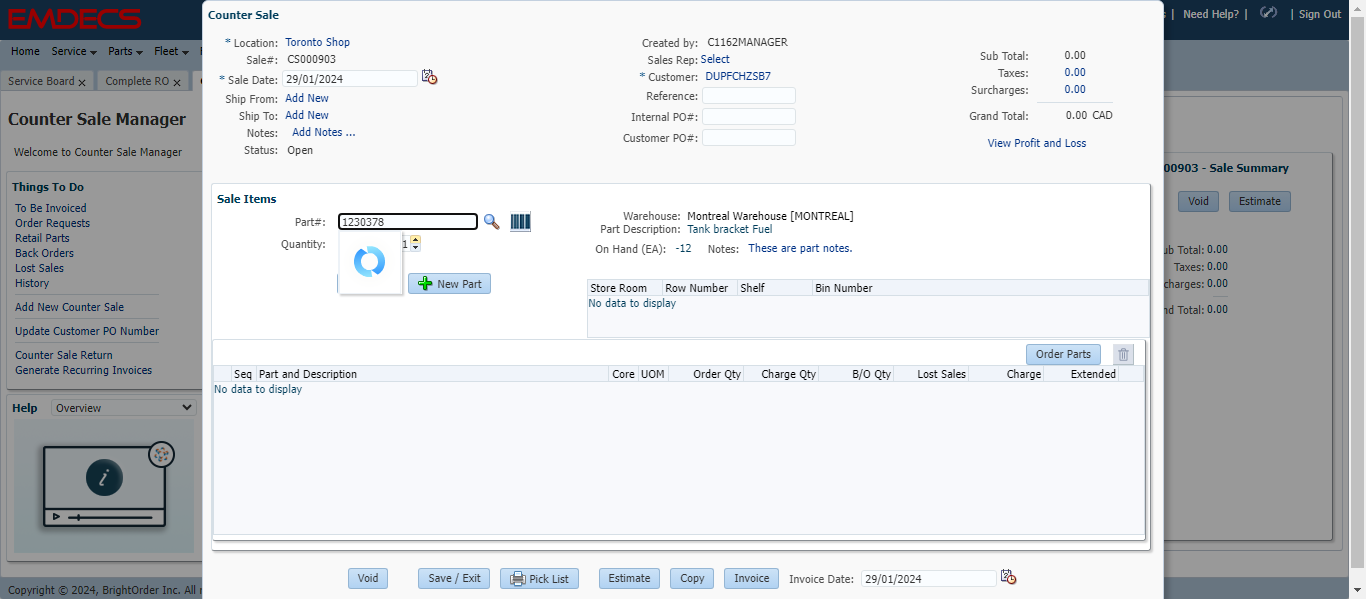 EMDECS
Need Help? | | Sign Out
Home Service Parts Fleet
Service Board x Complete RO x
Counter Sale Manager
Welcome to Counter Sale Manager
Things To Do
To Be Invoiced
Order Requests
Retail Parts
Back Orders
Lost Sales
History
Add New Counter Sale
Update Customer PO Number
Counter Sale Return
Generate Recurring Invoices
Help Overview
i
Copyright © 2024, BrightOrder Inc. All
Counter Sale
* Location: Toronto Shop
Sale#: CS000903
* Sale Date: 29/01/2024
Ship From: Add New
Ship To: Add New
Notes: Add Notes ...
Status: Open
Created by: C1162MANAGER
Sales Rep: Select
* Customer: DUPFCHZSB7
Reference:
Internal PO#:
Customer PO#:
Sub Total: 0.00
Taxes: 0.00
Surcharges: 0.00
Grand Total: 0.00 CAD
View Profit and Loss
Sale Items
Part#: 1230378
Quantity: 1
New Part
Warehouse: Montreal Warehouse [MONTREAL]
Part Description: Tank bracket Fuel
On Hand (EA): -12 Notes: These are part notes.
Store Room Row Number Shelf Bin Number
No data to display
Order Parts
Seq Part and Description Core UOM Order Qty Charge Qty B/O Qty Lost Sales Charge Extended
No data to display
Void Save / Exit Pick List Estimate Copy Invoice Invoice Date: 29/01/2024
00903 - Sale Summary
Void Estimate
ub Total: 0.00
Taxes: 0.00
charges: 0.00
nd Total: 0.00